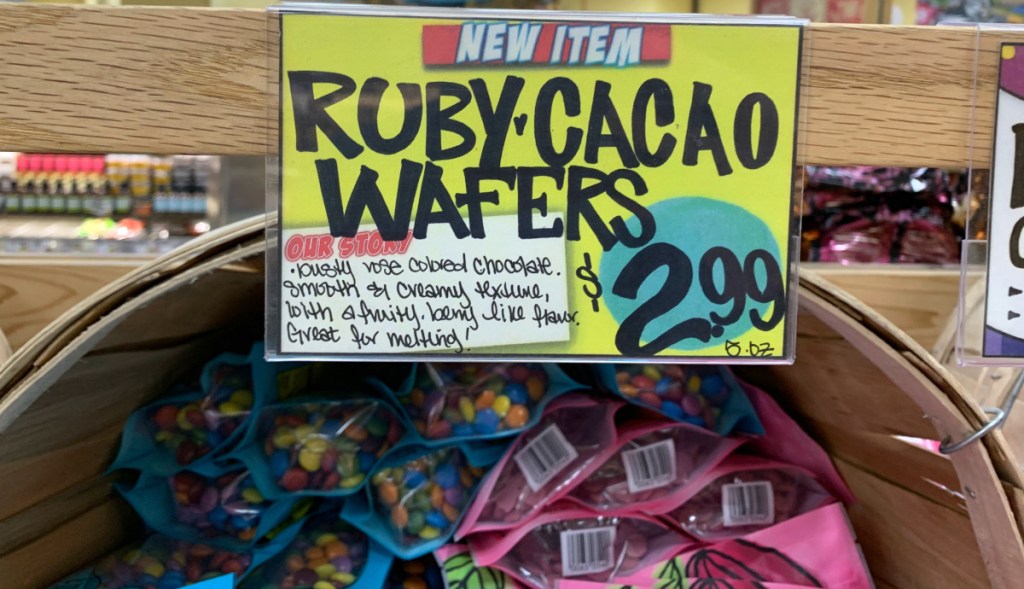 NEW ITEM
RUBY·CACAO
WAFERS
OUR STORY
·Dusty rose colored chocolate.
Smooth & creamy texture,
with a fruity·berry like flavor.
Great for melting!
$2.99
8.oz